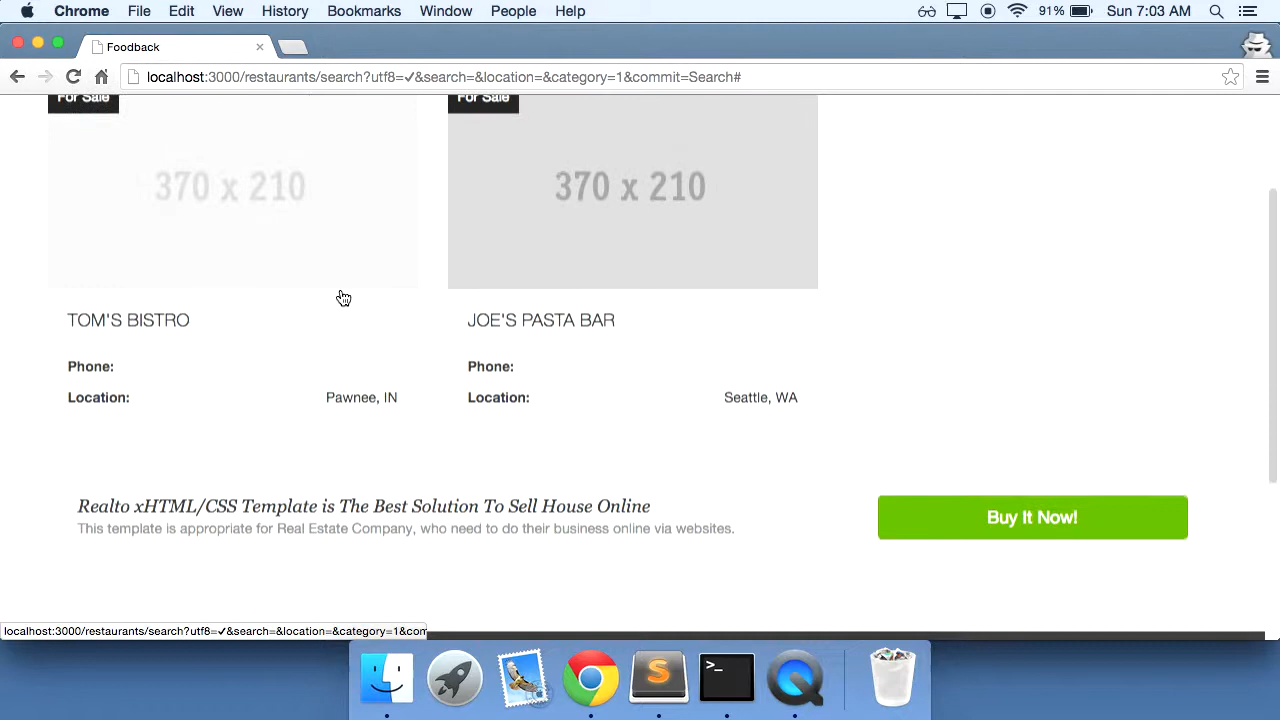 Chrome File Edit View History Bookmarks Window People Help 91% Sun 7:03 AM
Foodback
localhost:3000/restaurants/search?utf8=✓&search=&location=&category=1&commit=Search#
For Sale For Sale
370 x 210 370 x 210
TOM'S BISTRO JOE'S PASTA BAR
Phone: Phone:
Location: Pawnee, IN Location: Seattle, WA
Realto xHTML/CSS Template is The Best Solution To Sell House Online
This template is appropriate for Real Estate Company, who need to do their business online via websites.
Buy It Now!
localhost:3000/restaurants/search?utf8=✓&search=&location=&category=1&com